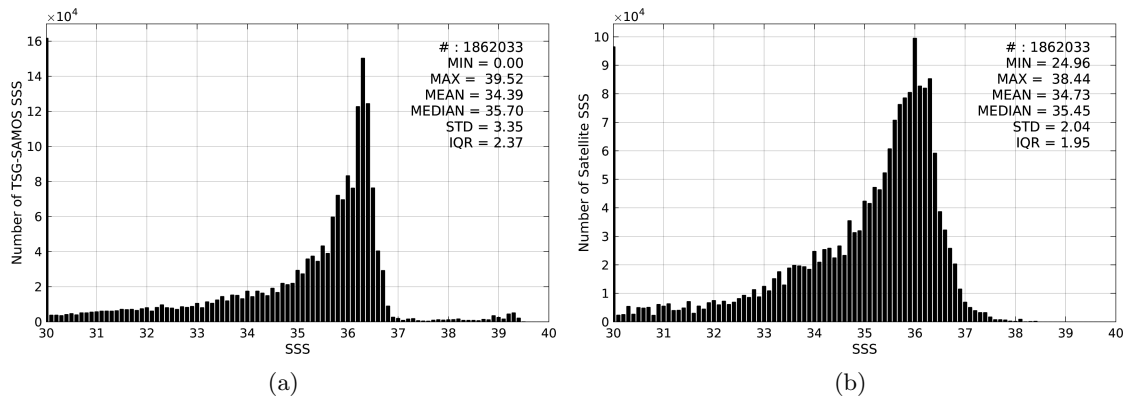 ×10⁴
Number of TSG-SAMOS SSS
16
14
12
10
8
6
4
2
0
# : 1862033
MIN = 0.00
MAX = 39.52
MEAN = 34.39
MEDIAN = 35.70
STD = 3.35
IQR = 2.37
30 31 32 33 34 35 36 37 38 39 40
SSS
(a)
×10⁴
Number of Satellite SSS
10
9
8
7
6
5
4
3
2
1
0
# : 1862033
MIN = 24.96
MAX = 38.44
MEAN = 34.73
MEDIAN = 35.45
STD = 2.04
IQR = 1.95
30 31 32 33 34 35 36 37 38 39 40
SSS
(b)